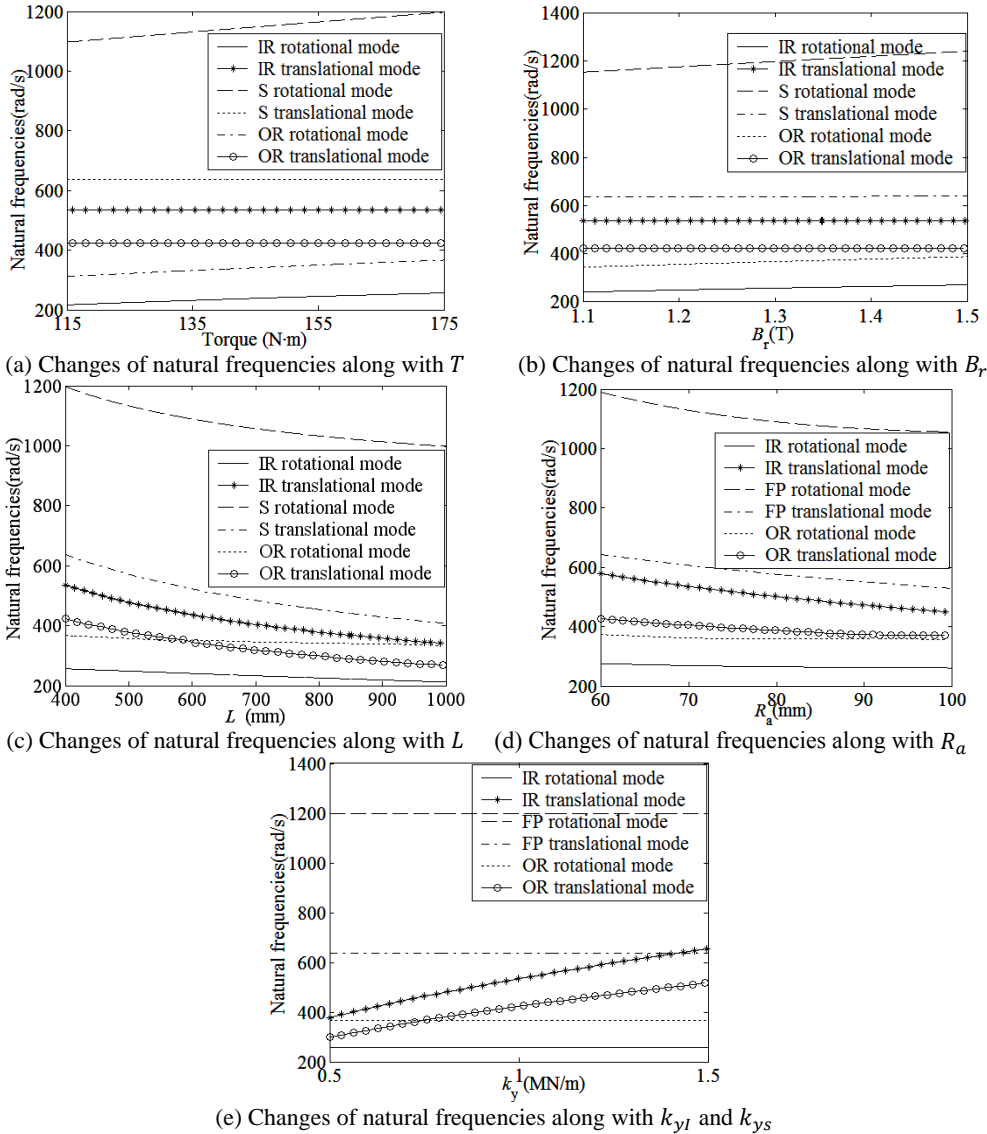 1200
1000
800
600
400
200
Natural frequencies(rad/s)
IR rotational mode
IR translational mode
S rotational mode
S translational mode
OR rotational mode
OR translational mode
115 135 155 175
Torque (N·m)
(a) Changes of natural frequencies along with T
1400
1200
1000
800
600
400
200
Natural frequencies(rad/s)
IR rotational mode
IR translational mode
S rotational mode
S translational mode
OR rotational mode
OR translational mode
1.1 1.2 1.3 1.4 1.5
B_r(T)
(b) Changes of natural frequencies along with B_r
1200
1000
800
600
400
200
Natural frequencies(rad/s)
IR rotational mode
IR translational mode
S rotational mode
S translational mode
OR rotational mode
OR translational mode
400 500 600 700 800 900 1000
L (mm)
(c) Changes of natural frequencies along with L
1200
1000
800
600
400
200
Natural frequencies(rad/s)
IR rotational mode
IR translational mode
FP rotational mode
FP translational mode
OR rotational mode
OR translational mode
60 70 80 90 100
R_a(mm)
(d) Changes of natural frequencies along with R_a
1400
1200
1000
800
600
400
200
Natural frequencies(rad/s)
IR rotational mode
IR translational mode
FP rotational mode
FP translational mode
OR rotational mode
OR translational mode
0.5 1 1.5
k_y (MN/m)
(e) Changes of natural frequencies along with k_yI and k_ys